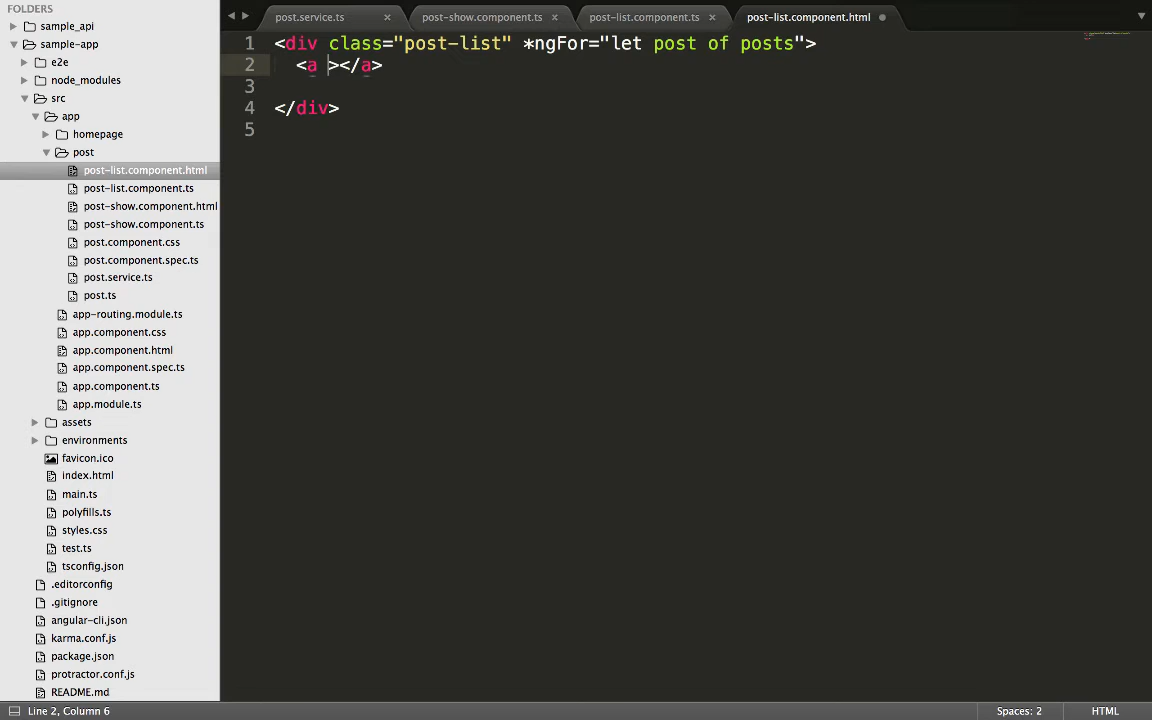 FOLDERS
sample_api
sample-app
e2e
node_modules
src
app
homepage
post
post-list.component.html
post-list.component.ts
post-show.component.html
post-show.component.ts
post.component.css
post.component.spec.ts
post.service.ts
post.ts
app-routing.module.ts
app.component.css
app.component.html
app.component.spec.ts
app.component.ts
app.module.ts
assets
environments
favicon.ico
index.html
main.ts
polyfills.ts
styles.css
test.ts
tsconfig.json
.editorconfig
.gitignore
angular-cli.json
karma.conf.js
package.json
protractor.conf.js
README.md
post.service.ts × post-show.component.ts × post-list.component.ts × post-list.component.html
1 <div class="post-list" *ngFor="let post of posts">
2 <a ></a>
3
4 </div>
5
Line 2, Column 6 Spaces: 2 HTML